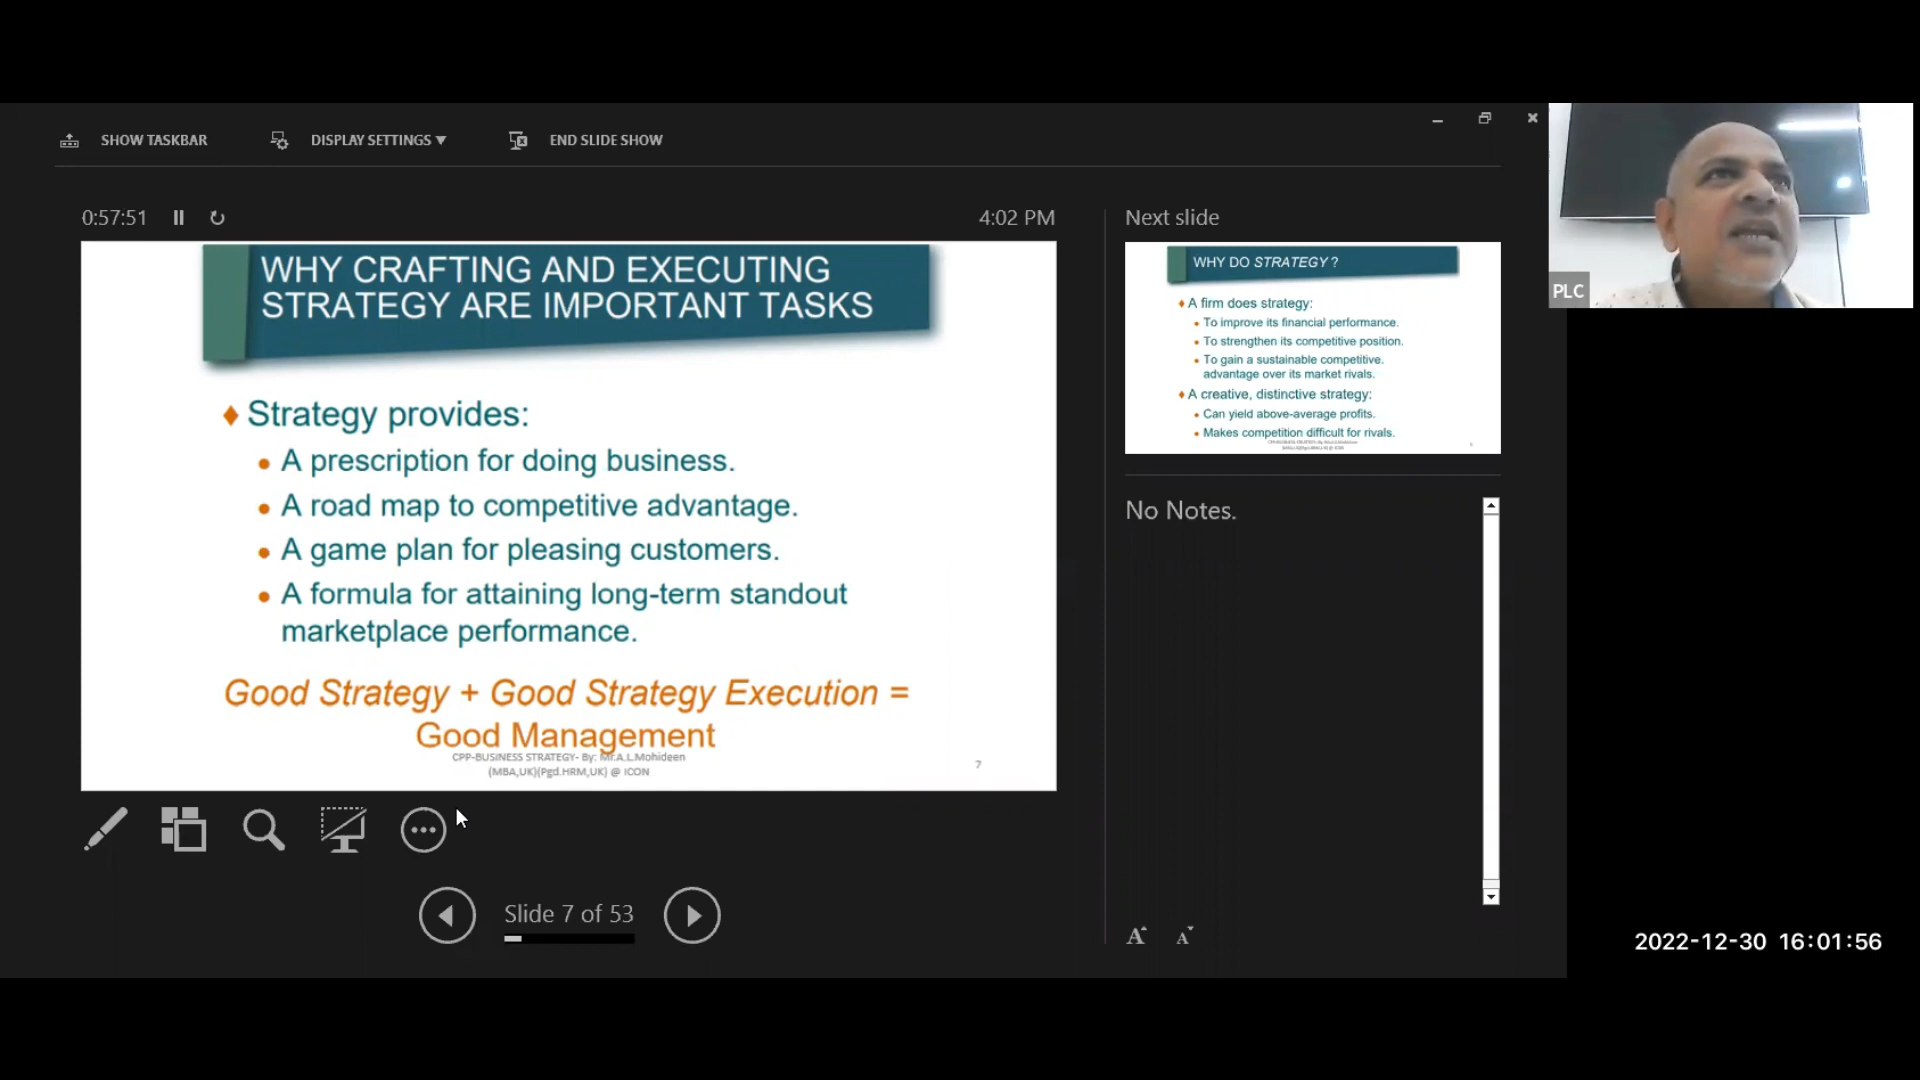 SHOW TASKBAR
DISPLAY SETTINGS ▼
END SLIDE SHOW
0:57:51
4:02 PM
WHY CRAFTING AND EXECUTING
STRATEGY ARE IMPORTANT TASKS
Strategy provides:
A prescription for doing business.
A road map to competitive advantage.
A game plan for pleasing customers.
A formula for attaining long-term standout
marketplace performance.
Good Strategy + Good Strategy Execution =
Good Management
CPP-BUSINESS STRATEGY- By: Mr.A.L.Mohideen
(MBA,UK)(Pgd.HRM,UK) @ ICON
7
Slide 7 of 53
Next slide
WHY DO STRATEGY ?
A firm does strategy:
To improve its financial performance.
To strengthen its competitive position.
To gain a sustainable competitive.
advantage over its market rivals.
A creative, distinctive strategy:
Can yield above-average profits.
Makes competition difficult for rivals.
No Notes.
A A
PLC
2022-12-30 16:01:56